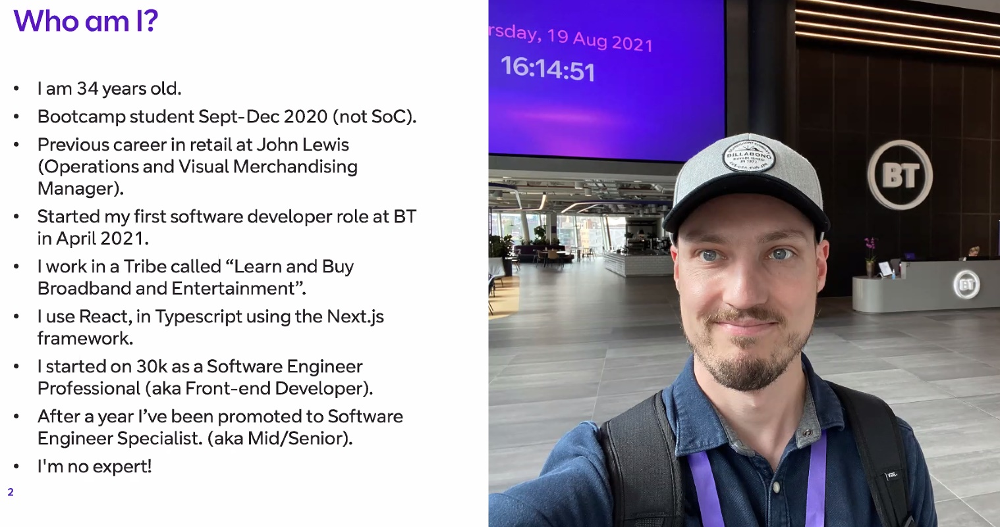 Who am I?
• I am 34 years old.
• Bootcamp student Sept-Dec 2020 (not SoC).
• Previous career in retail at John Lewis
(Operations and Visual Merchandising
Manager).
• Started my first software developer role at BT
in April 2021.
• I work in a Tribe called “Learn and Buy
Broadband and Entertainment”.
• I use React, in Typescript using the Next.js
framework.
• I started on 30k as a Software Engineer
Professional (aka Front-end Developer).
• After a year I’ve been promoted to Software
Engineer Specialist. (aka Mid/Senior).
• I'm no expert!
2
rsday, 19 Aug 2021
16:14:51
BILLABONG
ESTABLISHED
IN 1973
BT
BT
VANS